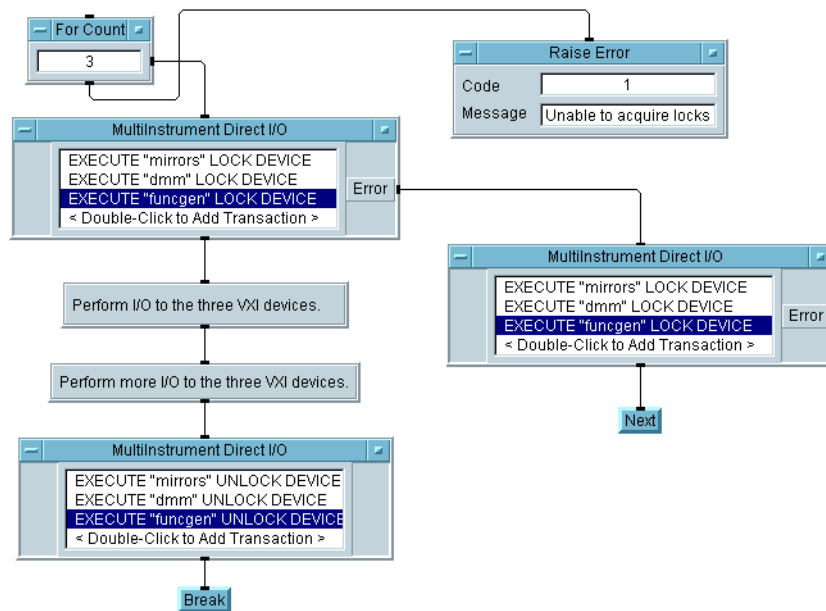 For Count
3
Raise Error
Code 1
Message Unable to acquire locks
MultiInstrument Direct I/O
EXECUTE "mirrors" LOCK DEVICE
EXECUTE "dmm" LOCK DEVICE
EXECUTE "funcgen" LOCK DEVICE
< Double-Click to Add Transaction >
Error
MultiInstrument Direct I/O
EXECUTE "mirrors" LOCK DEVICE
EXECUTE "dmm" LOCK DEVICE
EXECUTE "funcgen" LOCK DEVICE
< Double-Click to Add Transaction >
Error
Next
Perform I/O to the three VXI devices.
Perform more I/O to the three VXI devices.
MultiInstrument Direct I/O
EXECUTE "mirrors" UNLOCK DEVICE
EXECUTE "dmm" UNLOCK DEVICE
EXECUTE "funcgen" UNLOCK DEVICE
< Double-Click to Add Transaction >
Break